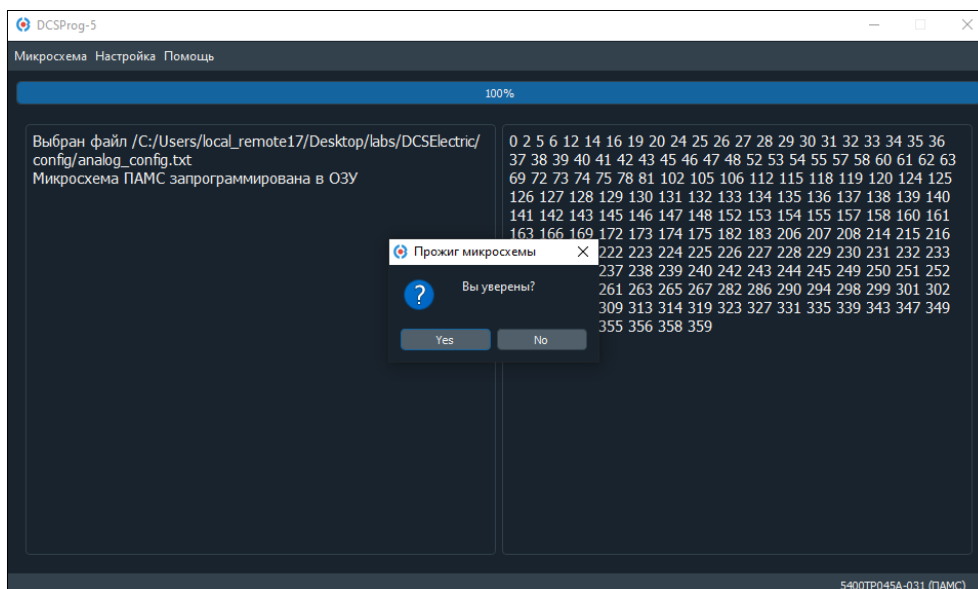 DCSProg-5
Микросхема Настройка Помощь
100%
Выбран файл /C:/Users/local_remote17/Desktop/labs/DCSElectric/
config/analog_config.txt
Микросхема ПАМС запрограммирована в ОЗУ
0 2 5 6 12 14 16 19 20 24 25 26 27 28 29 30 31 32 33 34 35 36
37 38 39 40 41 42 43 45 46 47 48 52 53 54 55 57 58 60 61 62 63
69 72 73 74 75 78 81 102 105 106 112 115 118 119 120 124 125
126 127 128 129 130 131 132 133 134 135 136 137 138 139 140
141 142 143 145 146 147 148 152 153 154 155 157 158 160 161
163 166 169 172 173 174 175 182 183 206 207 208 214 215 216
222 223 224 225 226 227 228 229 230 231 232 233
237 238 239 240 242 243 244 245 249 250 251 252
261 263 265 267 282 286 290 294 298 299 301 302
309 313 314 319 323 327 331 335 339 343 347 349
355 356 358 359
Прожиг микросхемы
Вы уверены?
Yes
No
5400ТР045А-031 (ПАМС)